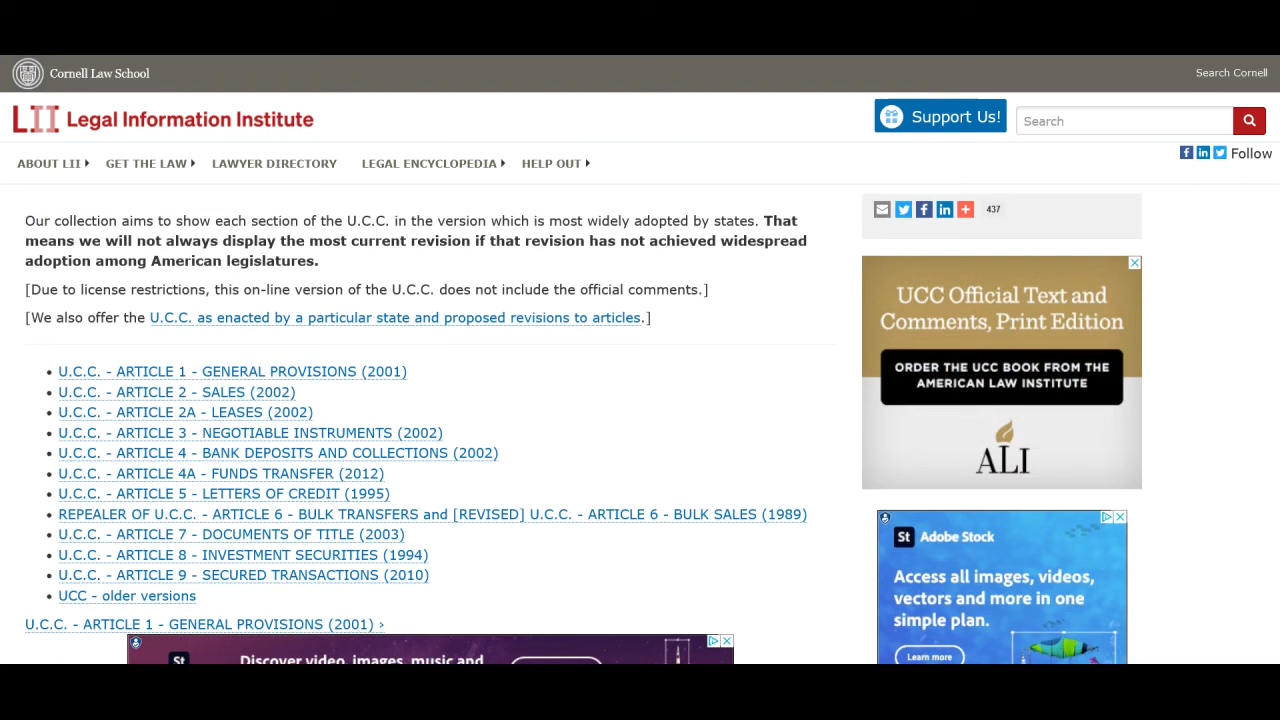 Cornell Law School
Search Cornell
LII Legal Information Institute
Support Us!
Search
ABOUT LII
GET THE LAW
LAWYER DIRECTORY
LEGAL ENCYCLOPEDIA
HELP OUT
Follow
Our collection aims to show each section of the U.C.C. in the version which is most widely adopted by states. That
means we will not always display the most current revision if that revision has not achieved widespread
adoption among American legislatures.
[Due to license restrictions, this on-line version of the U.C.C. does not include the official comments.]
[We also offer the U.C.C. as enacted by a particular state and proposed revisions to articles.]
• U.C.C. - ARTICLE 1 - GENERAL PROVISIONS (2001)
• U.C.C. - ARTICLE 2 - SALES (2002)
• U.C.C. - ARTICLE 2A - LEASES (2002)
• U.C.C. - ARTICLE 3 - NEGOTIABLE INSTRUMENTS (2002)
• U.C.C. - ARTICLE 4 - BANK DEPOSITS AND COLLECTIONS (2002)
• U.C.C. - ARTICLE 4A - FUNDS TRANSFER (2012)
• U.C.C. - ARTICLE 5 - LETTERS OF CREDIT (1995)
• REPEALER OF U.C.C. - ARTICLE 6 - BULK TRANSFERS and [REVISED] U.C.C. - ARTICLE 6 - BULK SALES (1989)
• U.C.C. - ARTICLE 7 - DOCUMENTS OF TITLE (2003)
• U.C.C. - ARTICLE 8 - INVESTMENT SECURITIES (1994)
• U.C.C. - ARTICLE 9 - SECURED TRANSACTIONS (2010)
• UCC - older versions
U.C.C. - ARTICLE 1 - GENERAL PROVISIONS (2001) ›
St
Discover video, images, music and
437
UCC Official Text and
Comments, Print Edition
ORDER THE UCC BOOK FROM THE
AMERICAN LAW INSTITUTE
ALI
St Adobe Stock
Access all images, videos,
vectors and more in one
simple plan.
Learn more